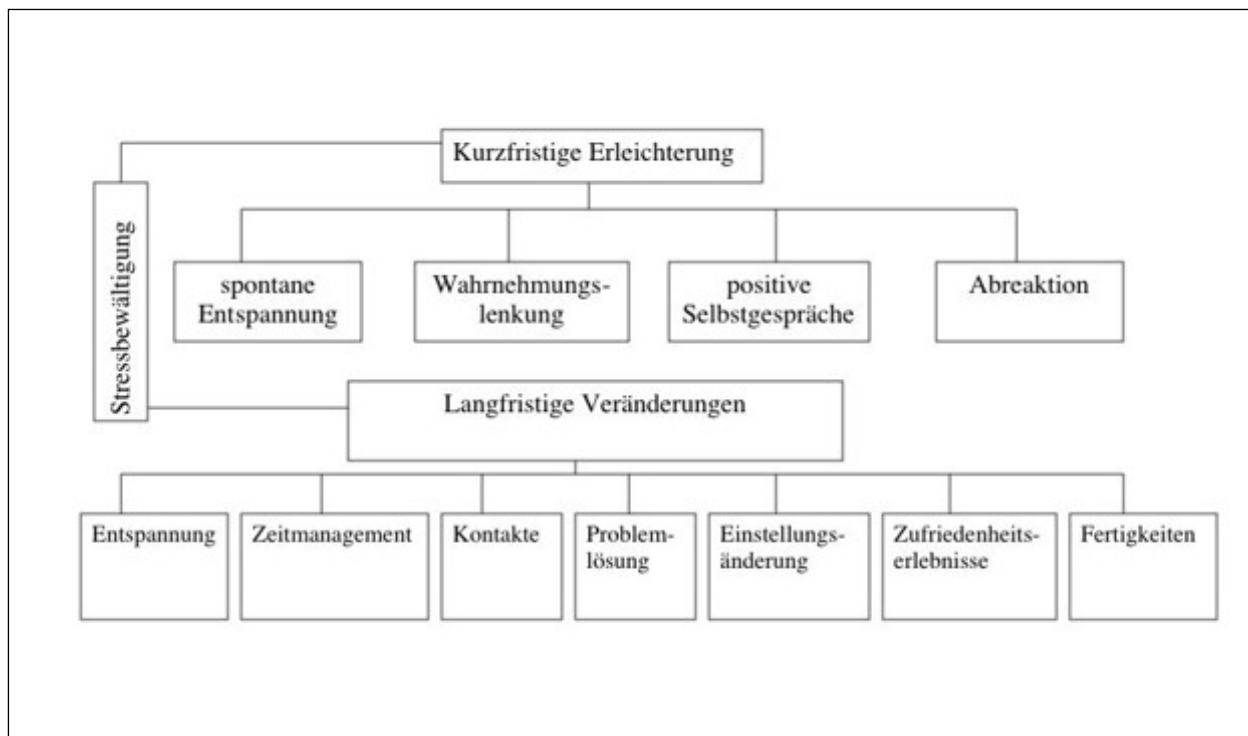 Kurzfristige Erleichterung
Stressbewältigung
spontane
Entspannung
Wahrnehmungs-
lenkung
positive
Selbstgespräche
Abreaktion
Langfristige Veränderungen
Entspannung
Zeitmanagement
Kontakte
Problem-
lösung
Einstellungs-
änderung
Zufriedenheits-
erlebnisse
Fertigkeiten